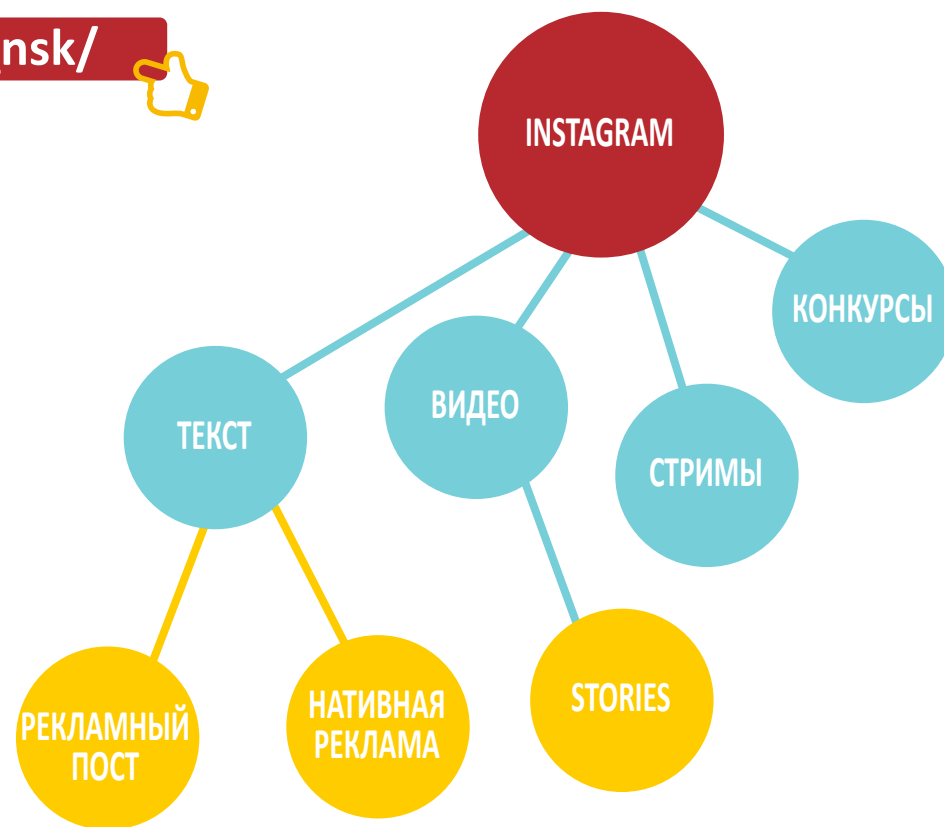 nsk/
INSTAGRAM
КОНКУРСЫ
ВИДЕО
ТЕКСТ
СТРИМЫ
STORIES
НАТИВНАЯ
РЕКЛАМА
РЕКЛАМНЫЙ
ПОСТ